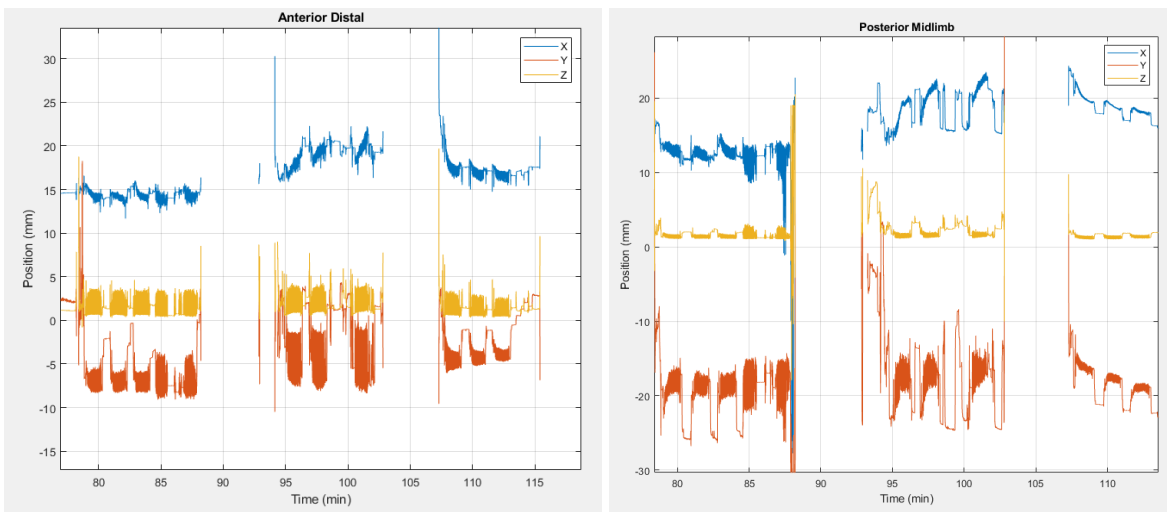 Anterior Distal
X
Y
Z
30
25
20
15
10
5
0
-5
-10
-15
Position (mm)
80 85 90 95 100 105 110 115
Time (min)
Posterior Midlimb
X
Y
Z
20
10
0
-10
-20
-30
Position (mm)
80 85 90 95 100 105 110
Time (min)